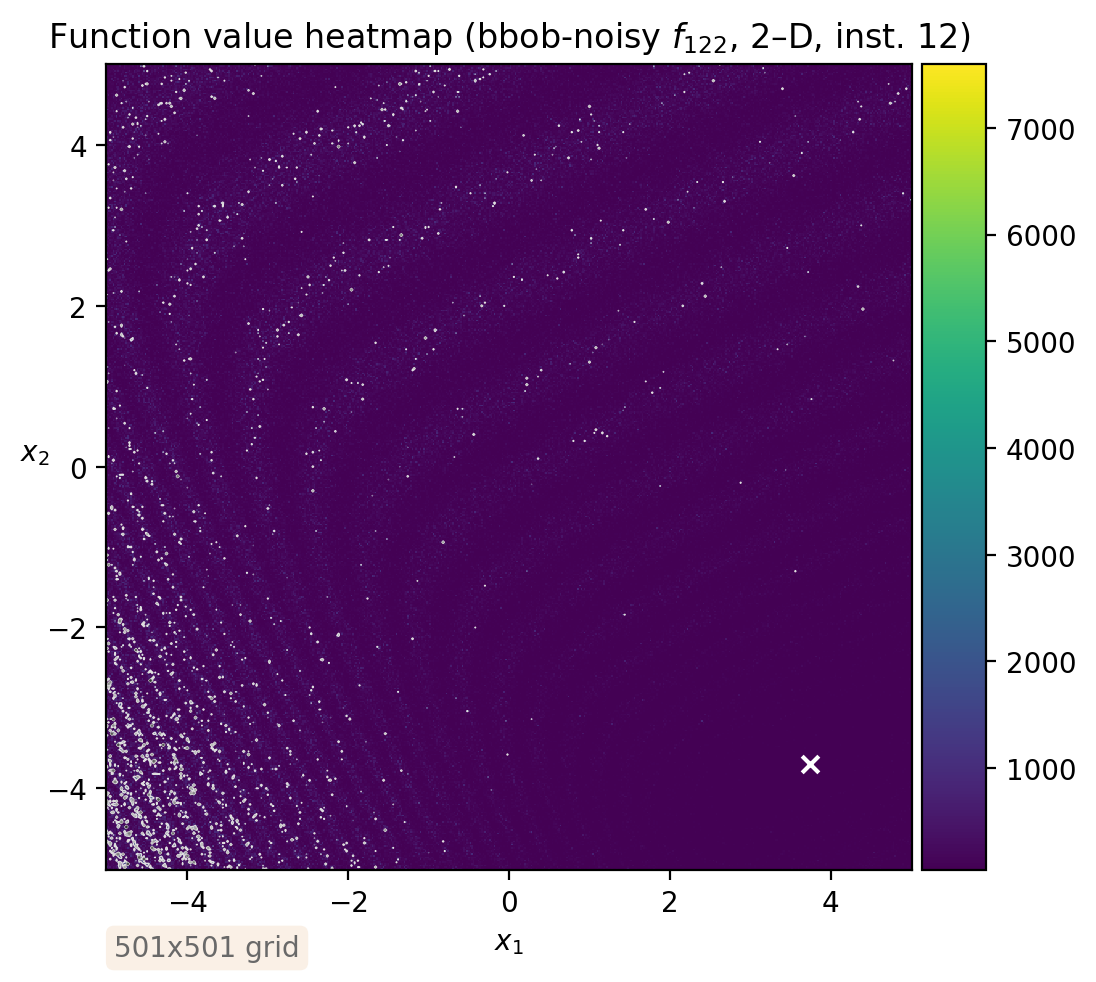 Function value heatmap (bbob-noisy f122, 2–D, inst. 12)
7000
6000
5000
4000
3000
2000
1000
4
2
0
−2
−4
x2
−4 −2 0 2 4
x1
501x501 grid